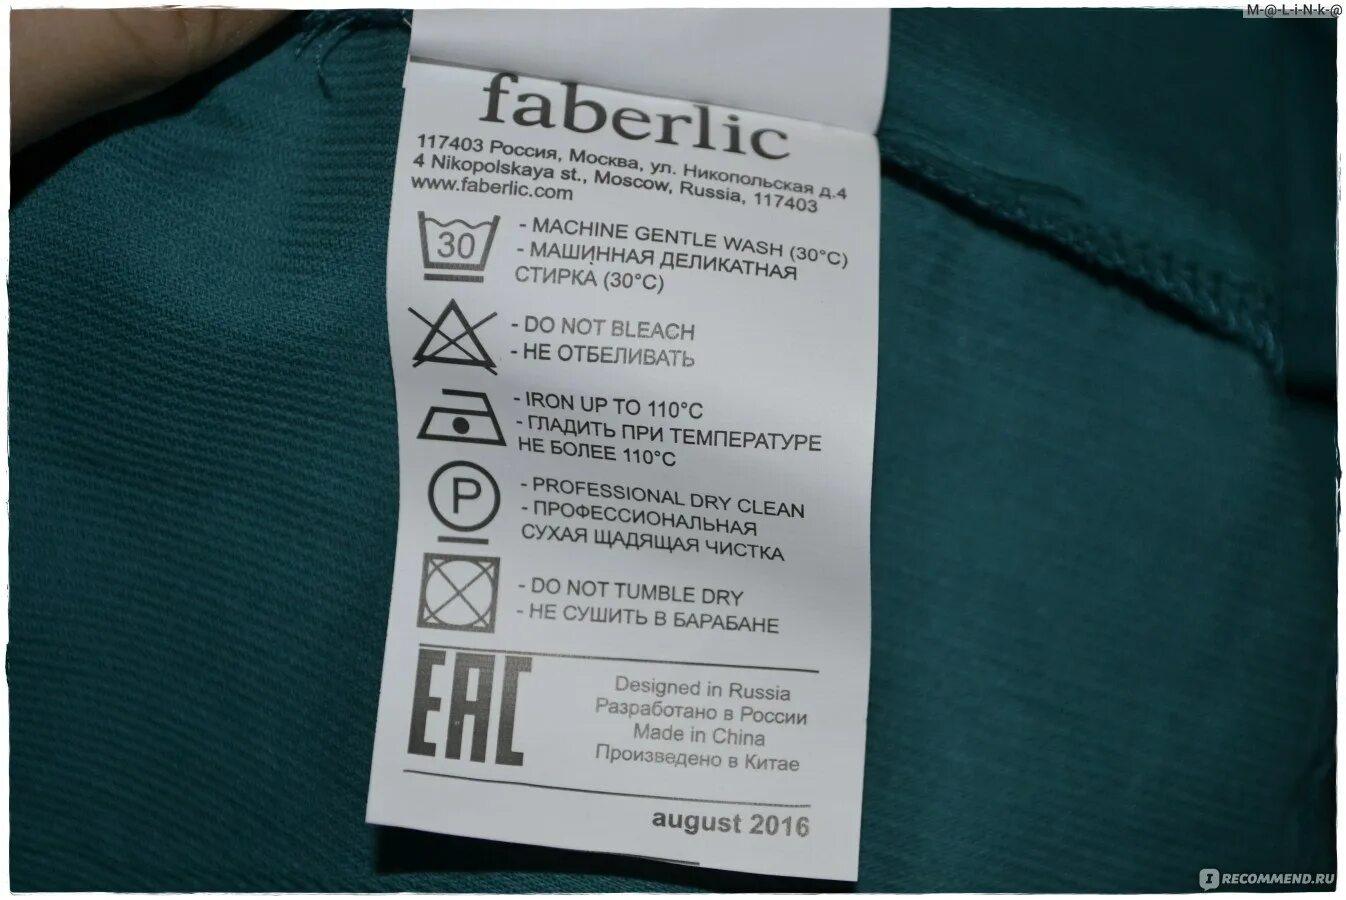 M-@-L-i-N-k-@
faberlic
117403 Россия, Москва, ул. Никопольская д.4
4 Nikopolskaya st., Moscow, Russia, 117403
www.faberlic.com
30
- MACHINE GENTLE WASH (30°C)
- МАШИННАЯ ДЕЛИКАТНАЯ
СТИРКА (30°C)
- DO NOT BLEACH
- НЕ ОТБЕЛИВАТЬ
- IRON UP TO 110°C
- ГЛАДИТЬ ПРИ ТЕМПЕРАТУРЕ
НЕ БОЛЕЕ 110°C
P
- PROFESSIONAL DRY CLEAN
- ПРОФЕССИОНАЛЬНАЯ
СУХАЯ ЩАДЯЩАЯ ЧИСТКА
- DO NOT TUMBLE DRY
- НЕ СУШИТЬ В БАРАБАНЕ
EAC
Designed in Russia
Разработано в России
Made in China
Произведено в Китае
august 2016
I RECOMMEND.RU